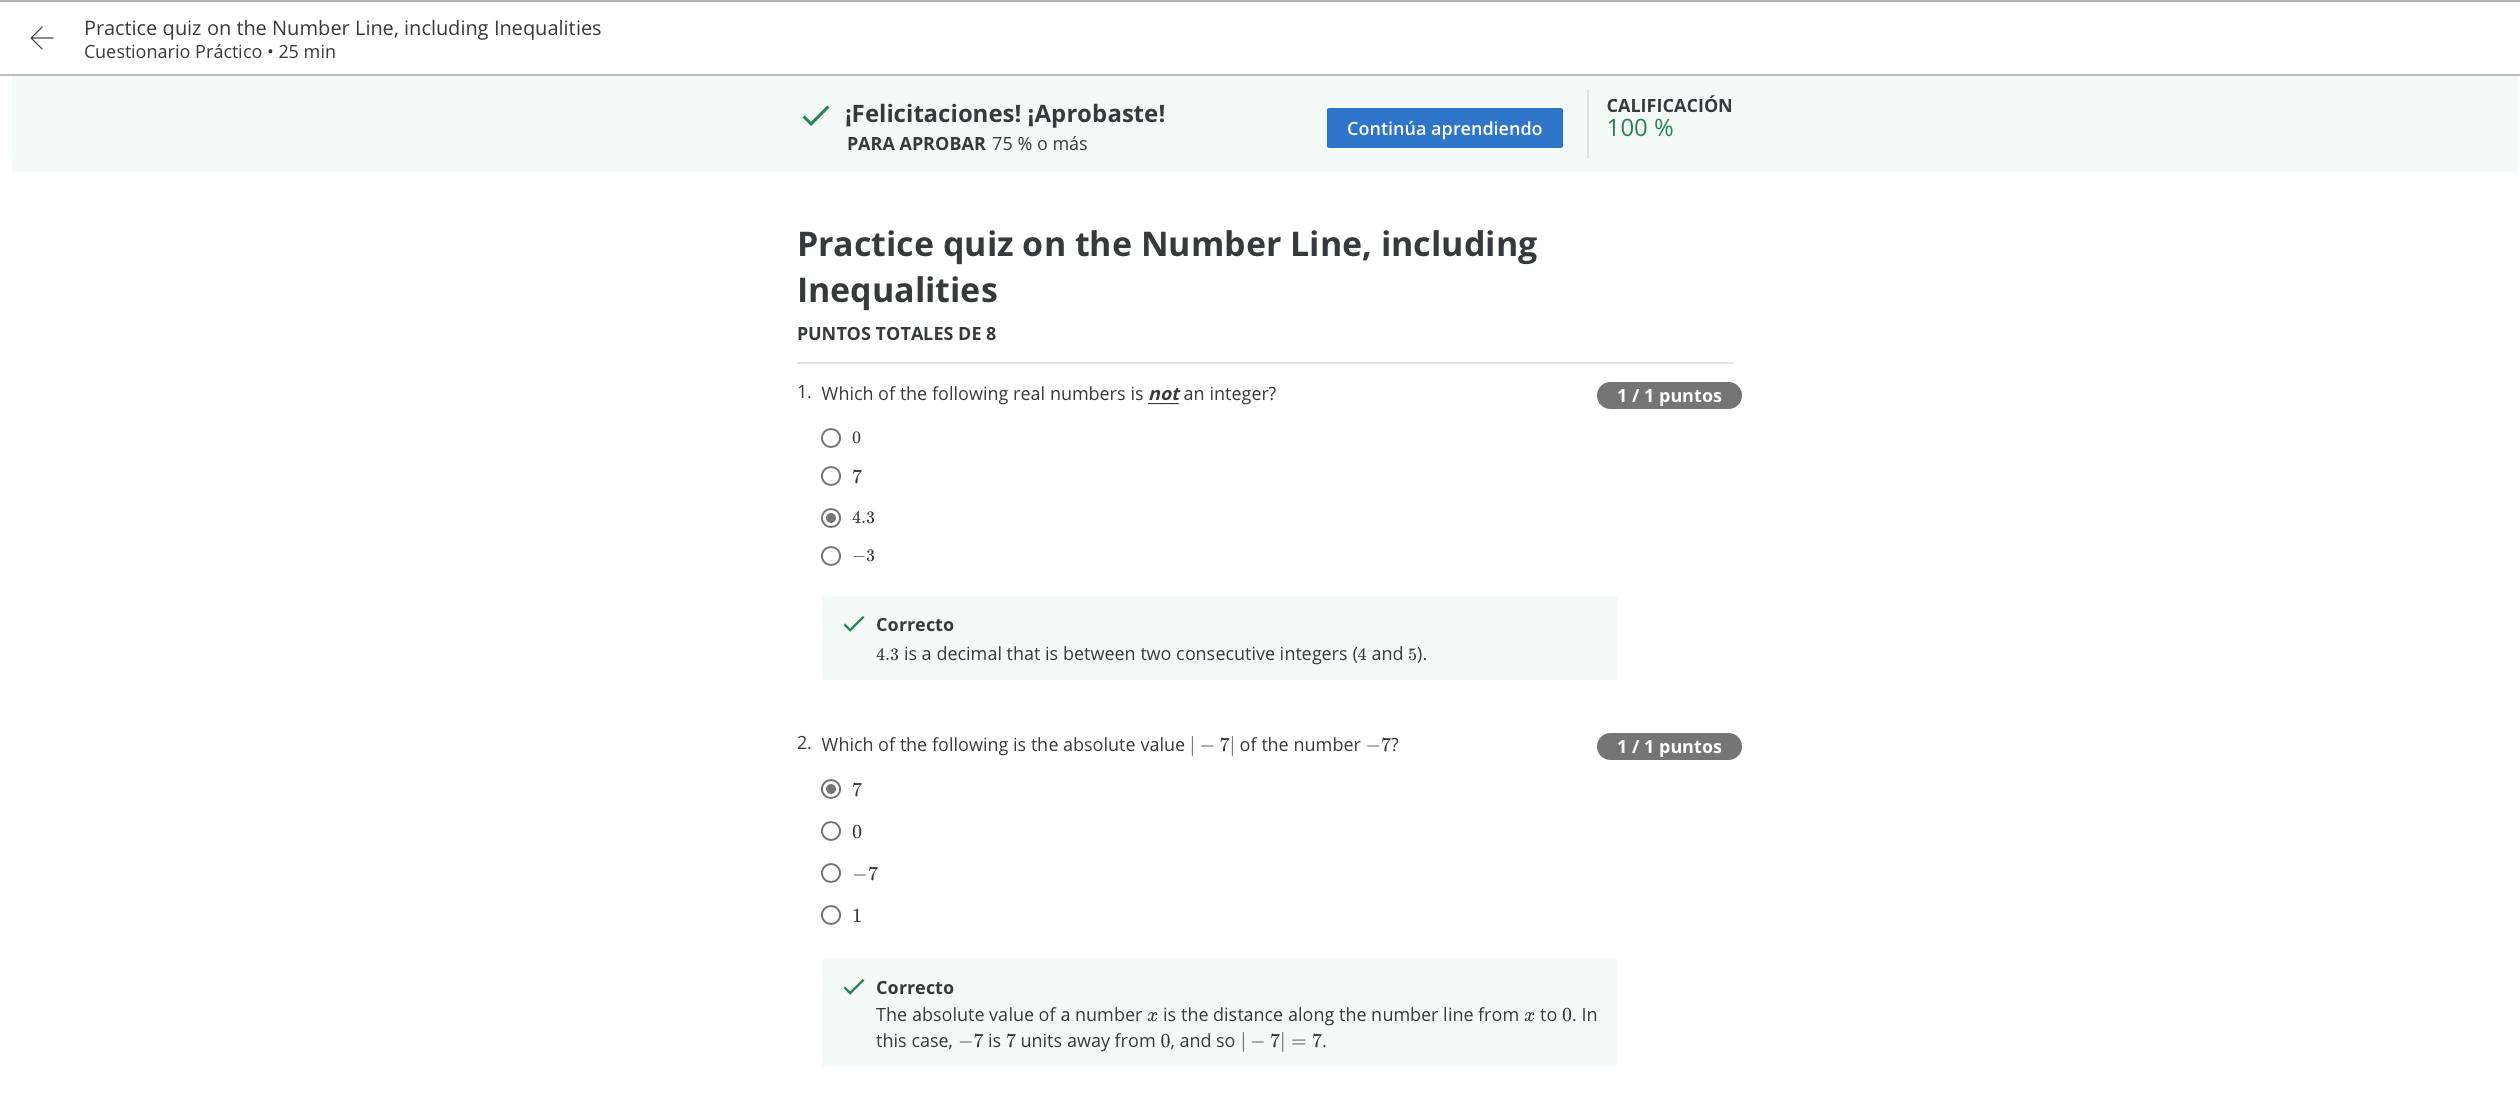 Practice quiz on the Number Line, including Inequalities
Cuestionario Práctico • 25 min
¡Felicitaciones! ¡Aprobaste!
PARA APROBAR 75 % o más
Continúa aprendiendo
CALIFICACIÓN
100 %
Practice quiz on the Number Line, including
Inequalities
PUNTOS TOTALES DE 8
1. Which of the following real numbers is not an integer?
1 / 1 puntos
0
7
4.3
−3
Correcto
4.3 is a decimal that is between two consecutive integers (4 and 5).
2. Which of the following is the absolute value | − 7| of the number −7?
1 / 1 puntos
7
0
−7
1
Correcto
The absolute value of a number x is the distance along the number line from x to 0. In
this case, −7 is 7 units away from 0, and so | − 7| = 7.